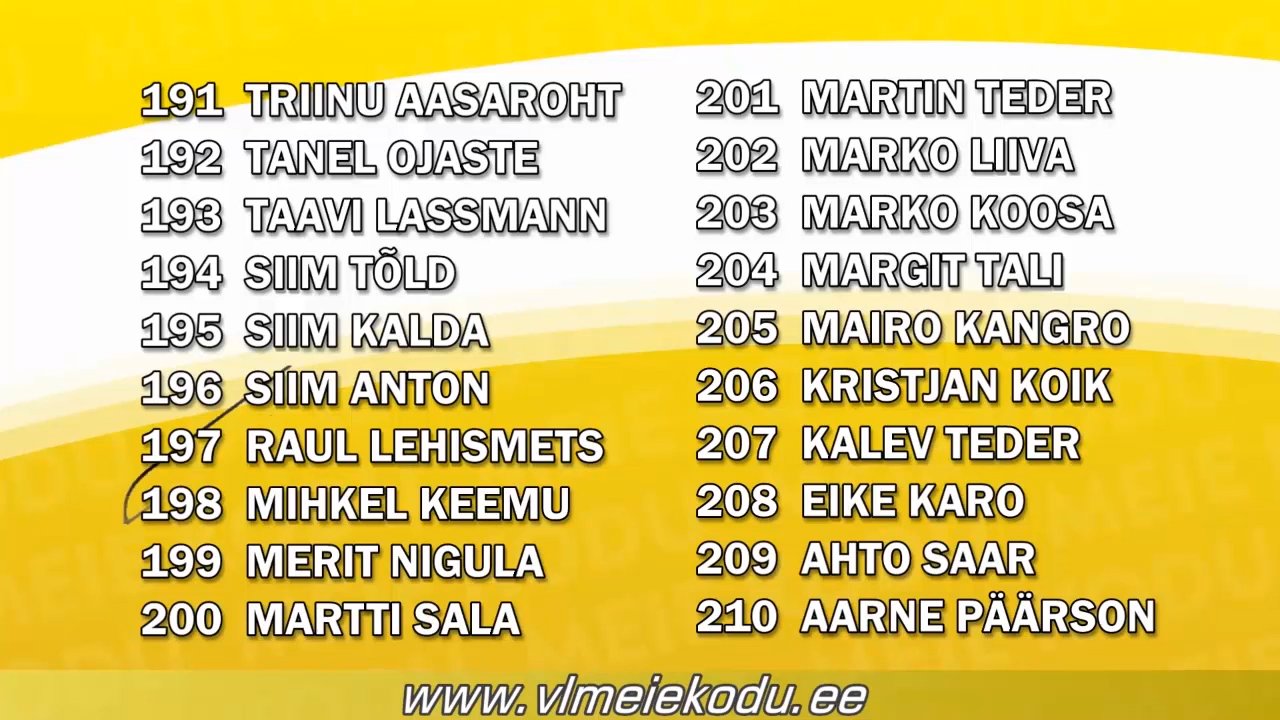 191 TRIINU AASAROHT
192 TANEL OJASTE
193 TAAVI LASSMANN
194 SIIM TÕLD
195 SIIM KALDA
196 SIIM ANTON
197 RAUL LEHISMETS
198 MIHKEL KEEMU
199 MERIT NIGULA
200 MARTTI SALA
201 MARTIN TEDER
202 MARKO LIIVA
203 MARKO KOOSA
204 MARGIT TALI
205 MAIRO KANGRO
206 KRISTJAN KOIK
207 KALEV TEDER
208 EIKE KARO
209 AHTO SAAR
210 AARNE PÄÄRSON
www.vlmeiekodu.ee